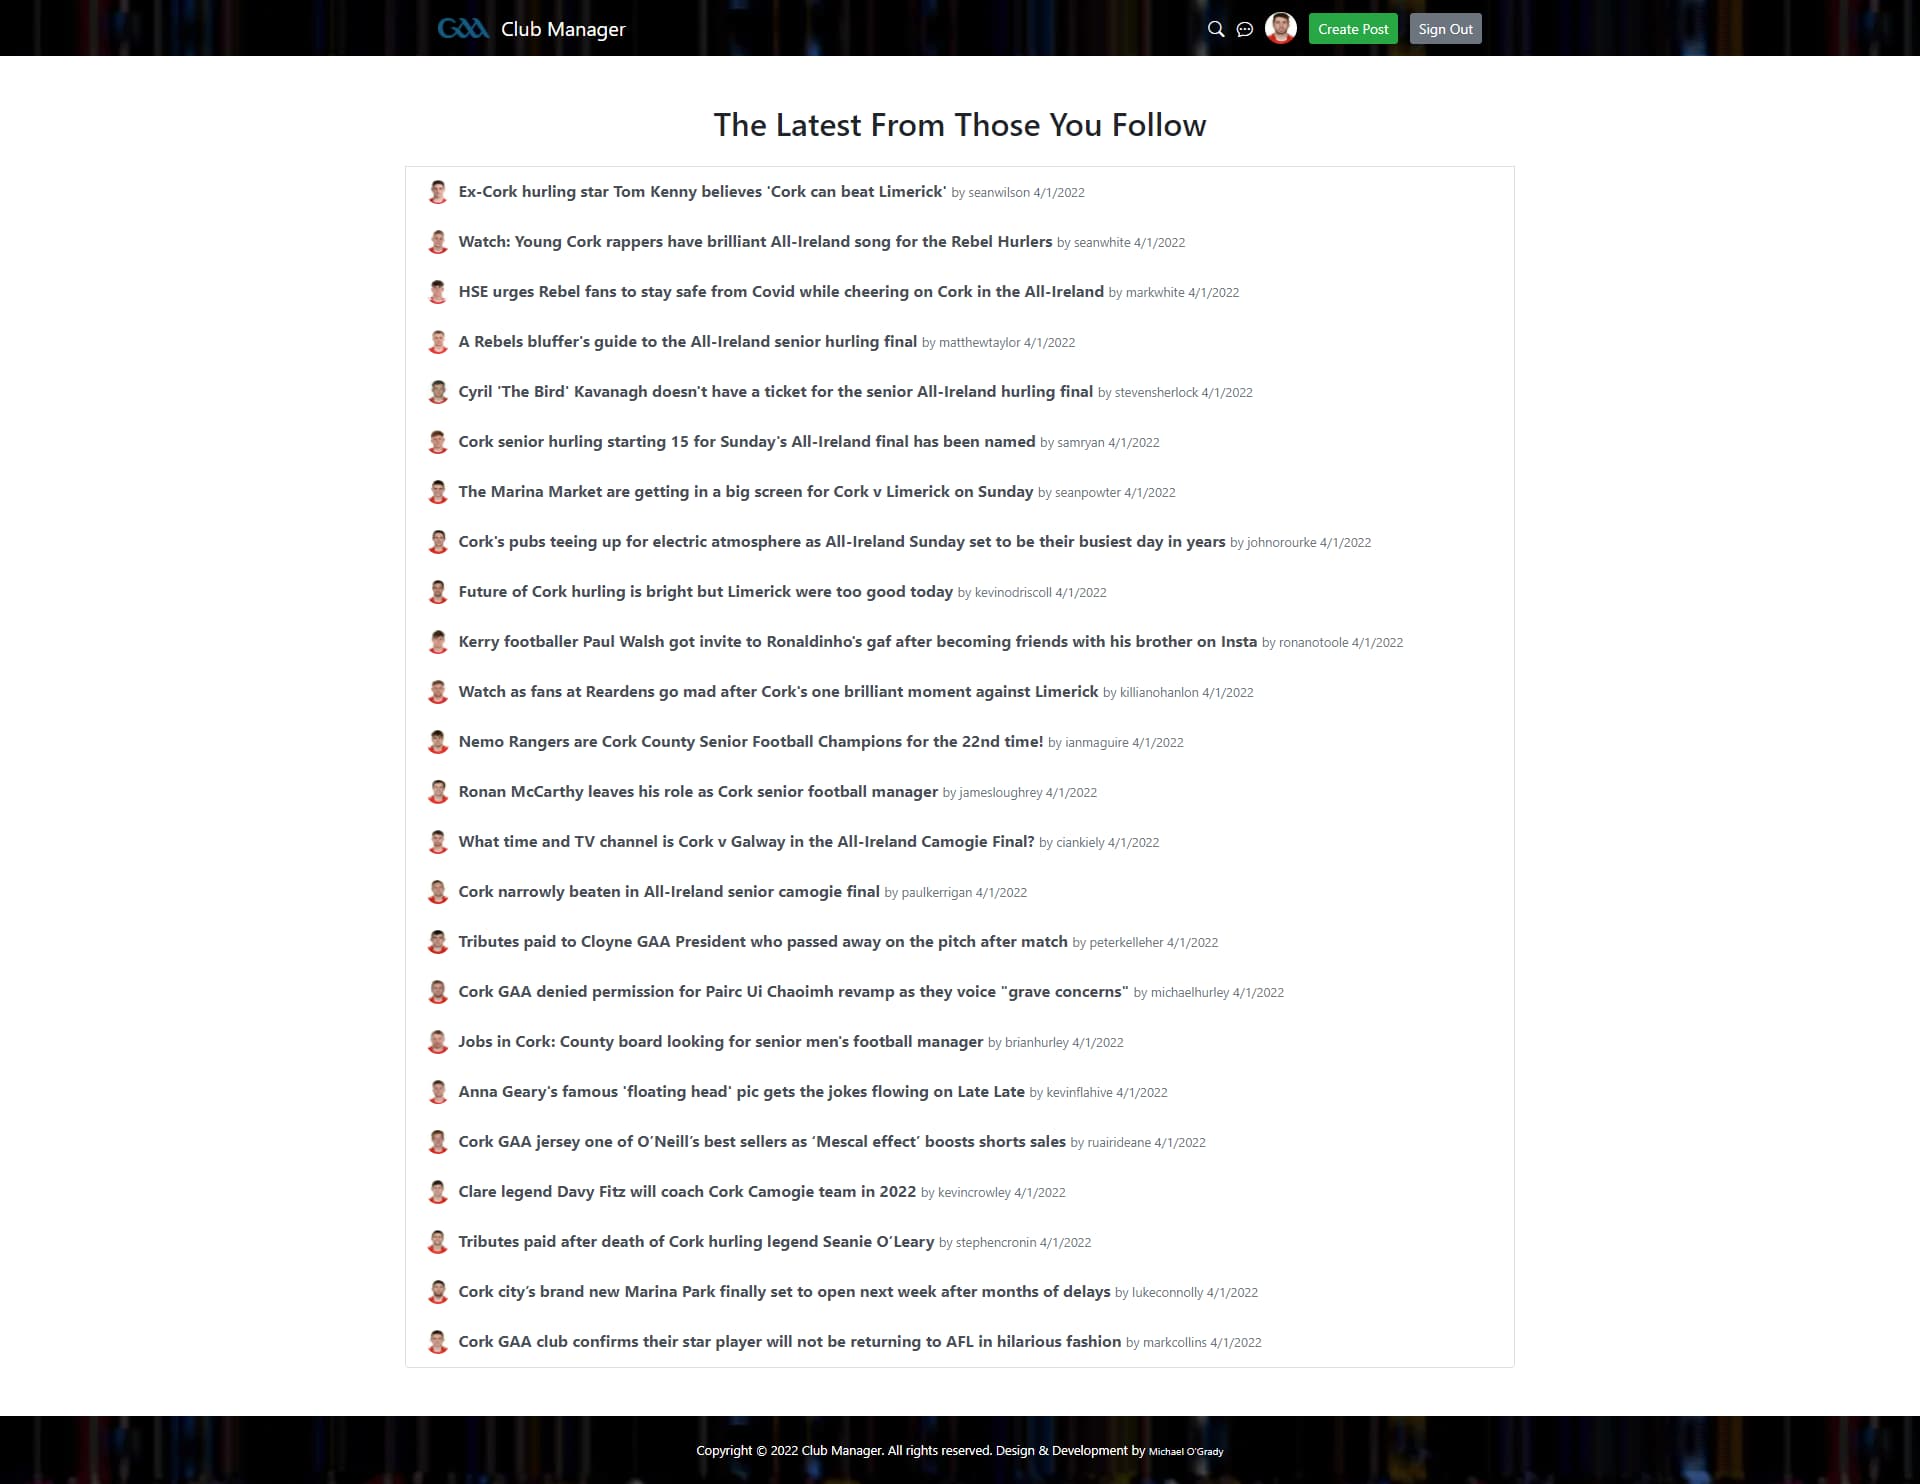 GAA Club Manager Create Post Sign Out
The Latest From Those You Follow
Ex-Cork hurling star Tom Kenny believes 'Cork can beat Limerick' by seanwilson 4/1/2022
Watch: Young Cork rappers have brilliant All-Ireland song for the Rebel Hurlers by seanwhite 4/1/2022
HSE urges Rebel fans to stay safe from Covid while cheering on Cork in the All-Ireland by markwhite 4/1/2022
A Rebels bluffer's guide to the All-Ireland senior hurling final by matthewtaylor 4/1/2022
Cyril 'The Bird' Kavanagh doesn't have a ticket for the senior All-Ireland hurling final by stevensherlock 4/1/2022
Cork senior hurling starting 15 for Sunday's All-Ireland final has been named by samryan 4/1/2022
The Marina Market are getting in a big screen for Cork v Limerick on Sunday by seanpowter 4/1/2022
Cork's pubs teeing up for electric atmosphere as All-Ireland Sunday set to be their busiest day in years by johnorourke 4/1/2022
Future of Cork hurling is bright but Limerick were too good today by kevinodriscoll 4/1/2022
Kerry footballer Paul Walsh got invite to Ronaldinho's gaf after becoming friends with his brother on Insta by ronanotoole 4/1/2022
Watch as fans at Reardens go mad after Cork's one brilliant moment against Limerick by killianohanlon 4/1/2022
Nemo Rangers are Cork County Senior Football Champions for the 22nd time! by ianmaguire 4/1/2022
Ronan McCarthy leaves his role as Cork senior football manager by jamesloughrey 4/1/2022
What time and TV channel is Cork v Galway in the All-Ireland Camogie Final? by ciankiely 4/1/2022
Cork narrowly beaten in All-Ireland senior camogie final by paulkerrigan 4/1/2022
Tributes paid to Cloyne GAA President who passed away on the pitch after match by peterkelleher 4/1/2022
Cork GAA denied permission for Pairc Ui Chaoimh revamp as they voice "grave concerns" by michaelhurley 4/1/2022
Jobs in Cork: County board looking for senior men's football manager by brianhurley 4/1/2022
Anna Geary's famous 'floating head' pic gets the jokes flowing on Late Late by kevinflahive 4/1/2022
Cork GAA jersey one of O’Neill’s best sellers as ‘Mescal effect’ boosts shorts sales by ruairideane 4/1/2022
Clare legend Davy Fitz will coach Cork Camogie team in 2022 by kevincrowley 4/1/2022
Tributes paid after death of Cork hurling legend Seanie O’Leary by stephencronin 4/1/2022
Cork city’s brand new Marina Park finally set to open next week after months of delays by lukeconnolly 4/1/2022
Cork GAA club confirms their star player will not be returning to AFL in hilarious fashion by markcollins 4/1/2022
Copyright © 2022 Club Manager. All rights reserved. Design & Development by Michael O'Grady